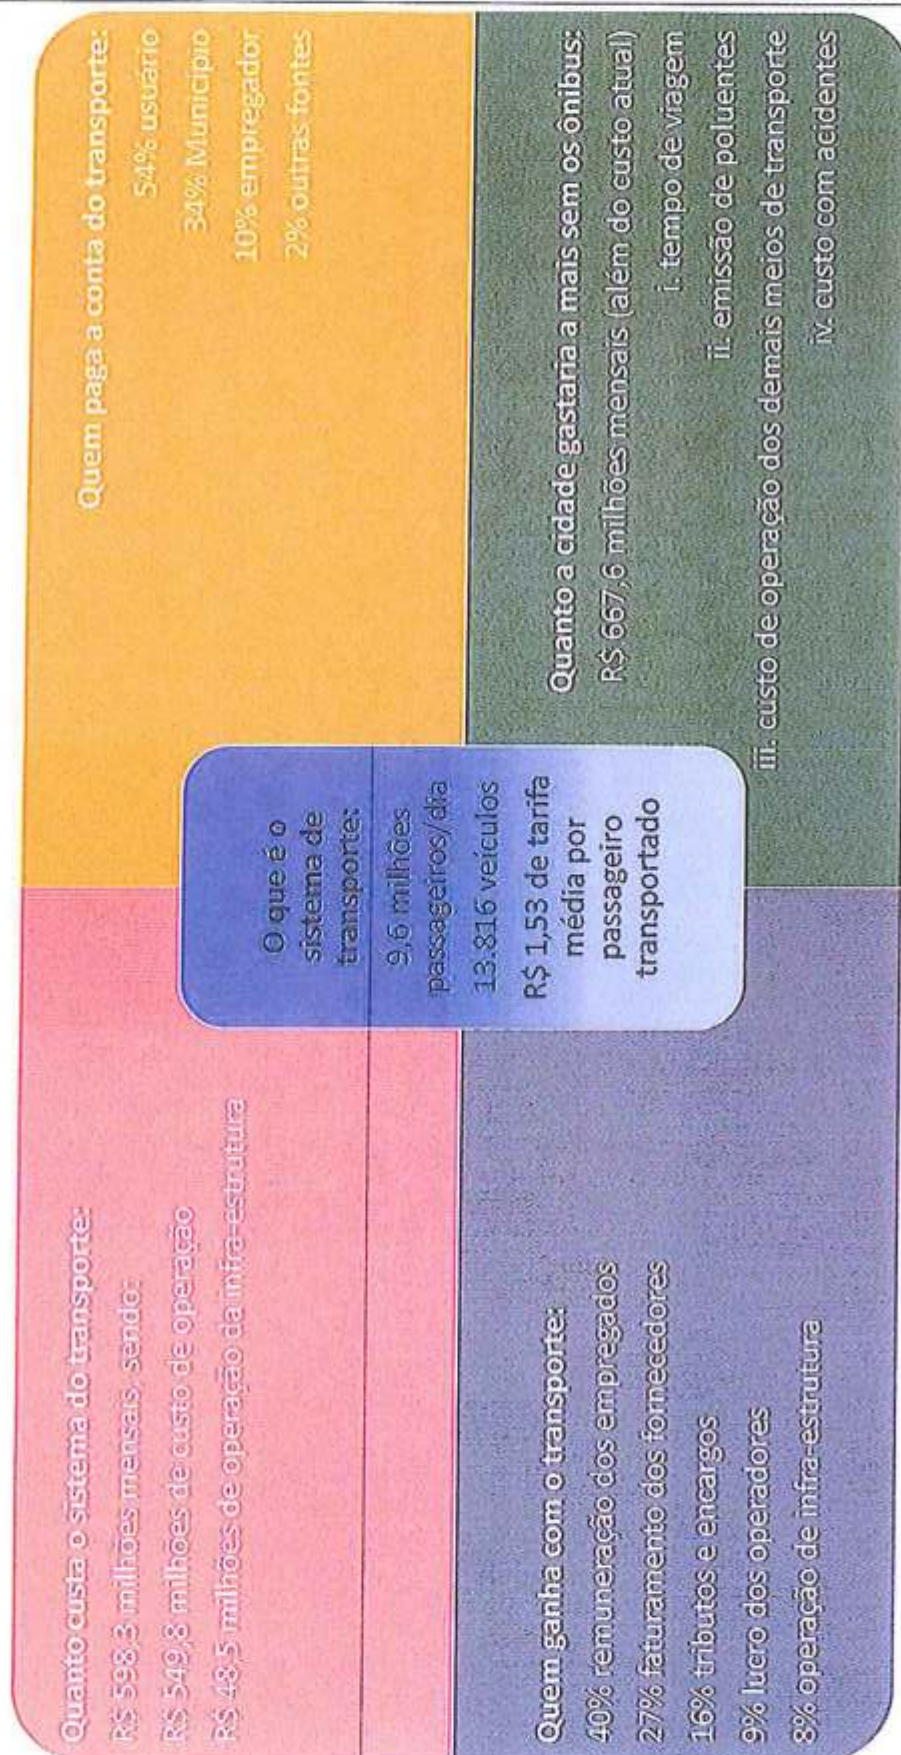 Quanto custa o sistema do transporte:
R$ 598,3 milhões mensais, sendo:
R$ 549,8 milhões de custo de operação
R$ 48,5 milhões de operação da infra-estrutura
Quem paga a conta do transporte:
54% usuário
34% Município
10% empregador
2% outras fontes
O que é o
sistema de
transporte:
9,6 milhões
passageiros/dia
13.816 veículos
R$ 1,53 de tarifa
média por
passageiro
transportado
Quem ganha com o transporte:
40% remuneração dos empregados
27% faturamento dos fornecedores
16% tributos e encargos
9% lucro dos operadores
8% operação de infra-estrutura
Quanto a cidade gastaria a mais sem os ônibus:
R$ 667,6 milhões mensais (além do custo atual)
i. tempo de viagem
ii. emissão de poluentes
iii. custo de operação dos demais meios de transporte
iv. custo com acidentes